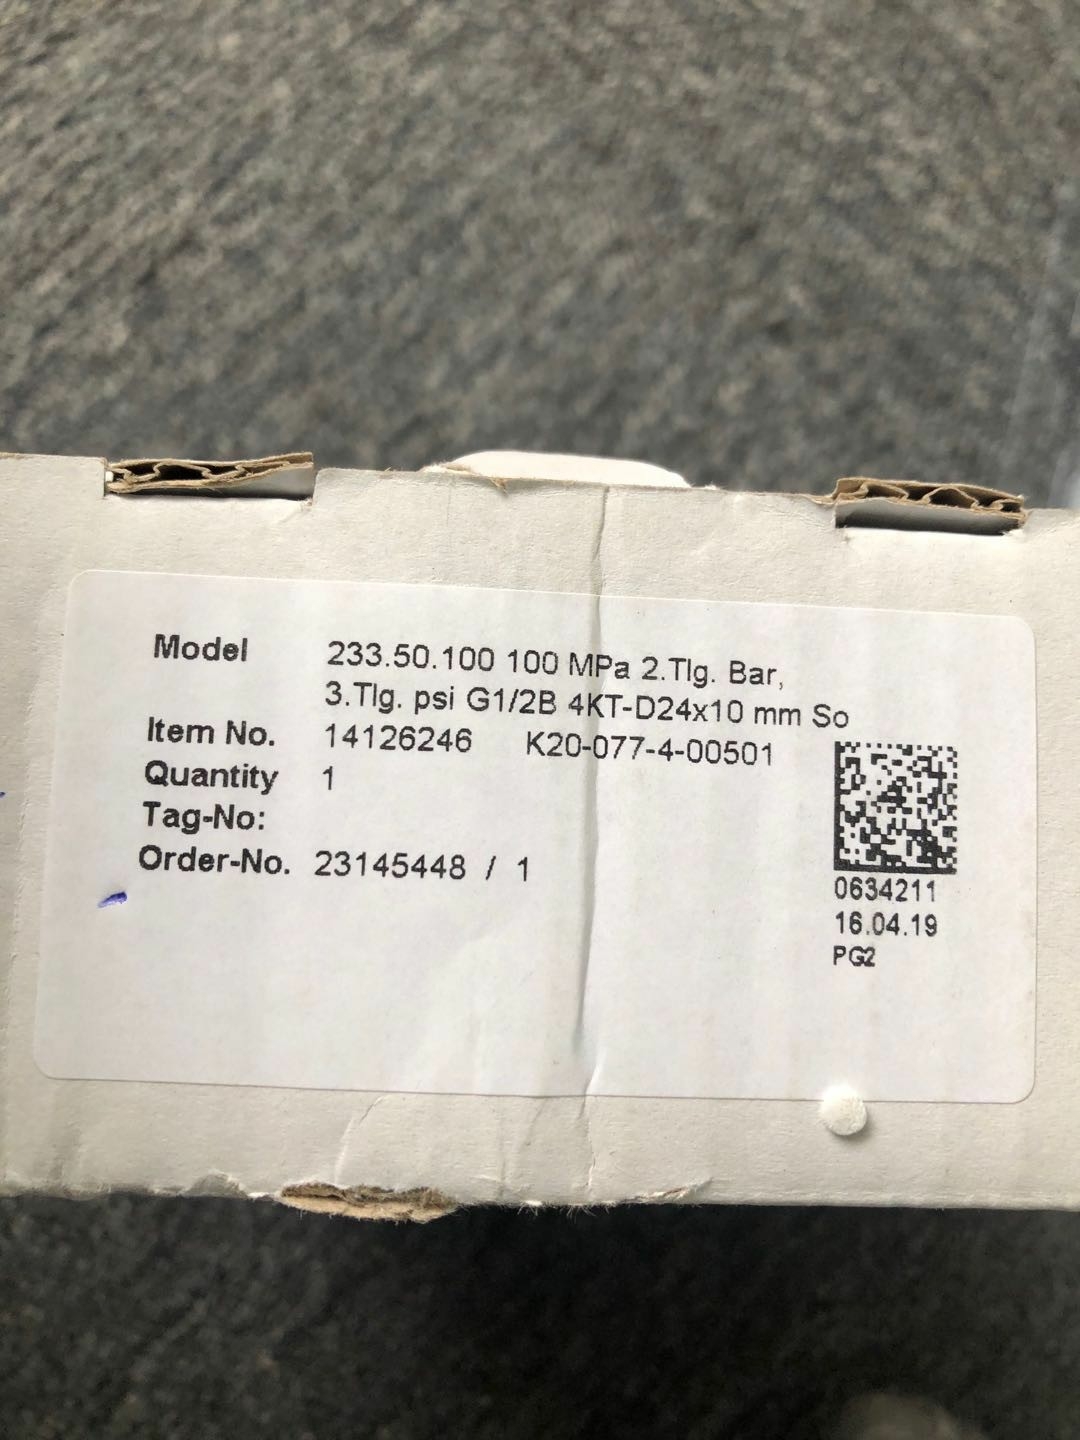 Model 233.50.100 100 MPa 2.Tlg. Bar,
3.Tlg. psi G1/2B 4KT-D24x10 mm So
Item No. 14126246 K20-077-4-00501
Quantity 1
Tag-No:
Order-No. 23145448 / 1
0634211
16.04.19
PG2